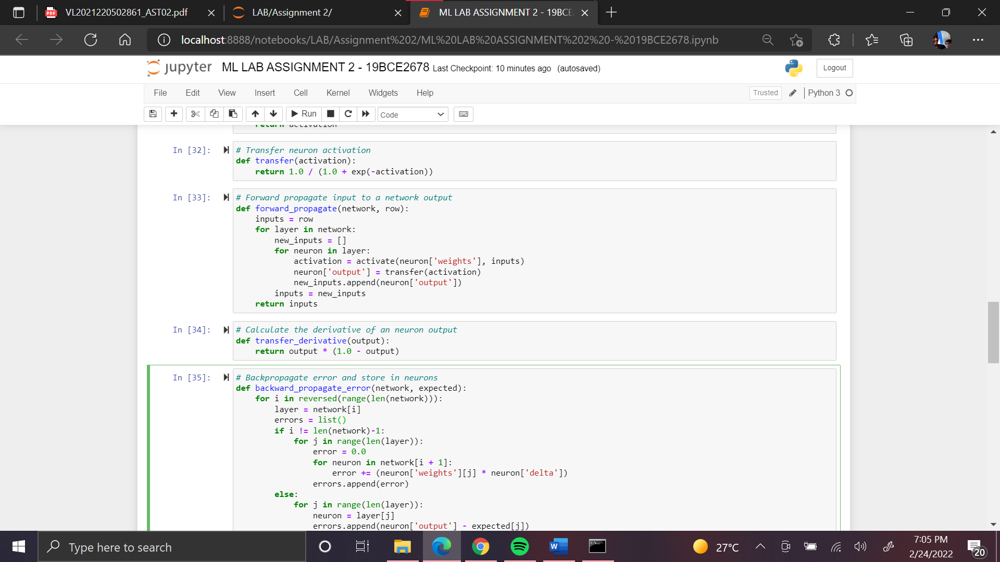 VL2021220502861_AST02.pdf
LAB/Assignment 2/
ML LAB ASSIGNMENT 2 - 19BCE
localhost:8888/notebooks/LAB/Assignment%202/ML%20LAB%20ASSIGNMENT%202%20-%2019BCE2678.ipynb
jupyter ML LAB ASSIGNMENT 2 - 19BCE2678 Last Checkpoint: 10 minutes ago (autosaved)
Logout
File Edit View Insert Cell Kernel Widgets Help
Trusted Python 3
Run Code
return activation
In [32]: # Transfer neuron activation
def transfer(activation):
    return 1.0 / (1.0 + exp(-activation))
In [33]: # Forward propagate input to a network output
def forward_propagate(network, row):
    inputs = row
    for layer in network:
        new_inputs = []
        for neuron in layer:
            activation = activate(neuron['weights'], inputs)
            neuron['output'] = transfer(activation)
            new_inputs.append(neuron['output'])
        inputs = new_inputs
    return inputs
In [34]: # Calculate the derivative of an neuron output
def transfer_derivative(output):
    return output * (1.0 - output)
In [35]: # Backpropagate error and store in neurons
def backward_propagate_error(network, expected):
    for i in reversed(range(len(network))):
        layer = network[i]
        errors = list()
        if i != len(network)-1:
            for j in range(len(layer)):
                error = 0.0
                for neuron in network[i + 1]:
                    error += (neuron['weights'][j] * neuron['delta'])
                errors.append(error)
        else:
            for j in range(len(layer)):
                neuron = layer[j]
                errors.append(neuron['output'] - expected[j])
Type here to search
27°C
7:05 PM
2/24/2022
20